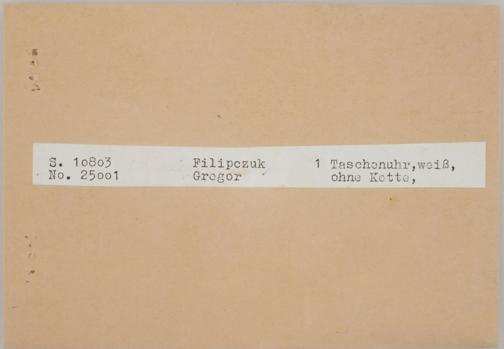 S. 10803 Filipczuk 1 Taschenuhr,weiß,
No. 25001 Gregor ohne Kette,